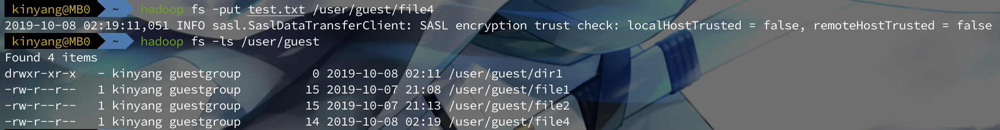 kinyang@MB0 ~ hadoop fs -put test.txt /user/guest/file4
2019-10-08 02:19:11,051 INFO sasl.SaslDataTransferClient: SASL encryption trust check: localHostTrusted = false, remoteHostTrusted = false
kinyang@MB0 ~ hadoop fs -ls /user/guest
Found 4 items
drwxr-xr-x   - kinyang guestgroup          0 2019-10-08 02:11 /user/guest/dir1
-rw-r--r--   1 kinyang guestgroup         15 2019-10-07 21:08 /user/guest/file1
-rw-r--r--   1 kinyang guestgroup         15 2019-10-07 21:13 /user/guest/file2
-rw-r--r--   1 kinyang guestgroup         14 2019-10-08 02:19 /user/guest/file4